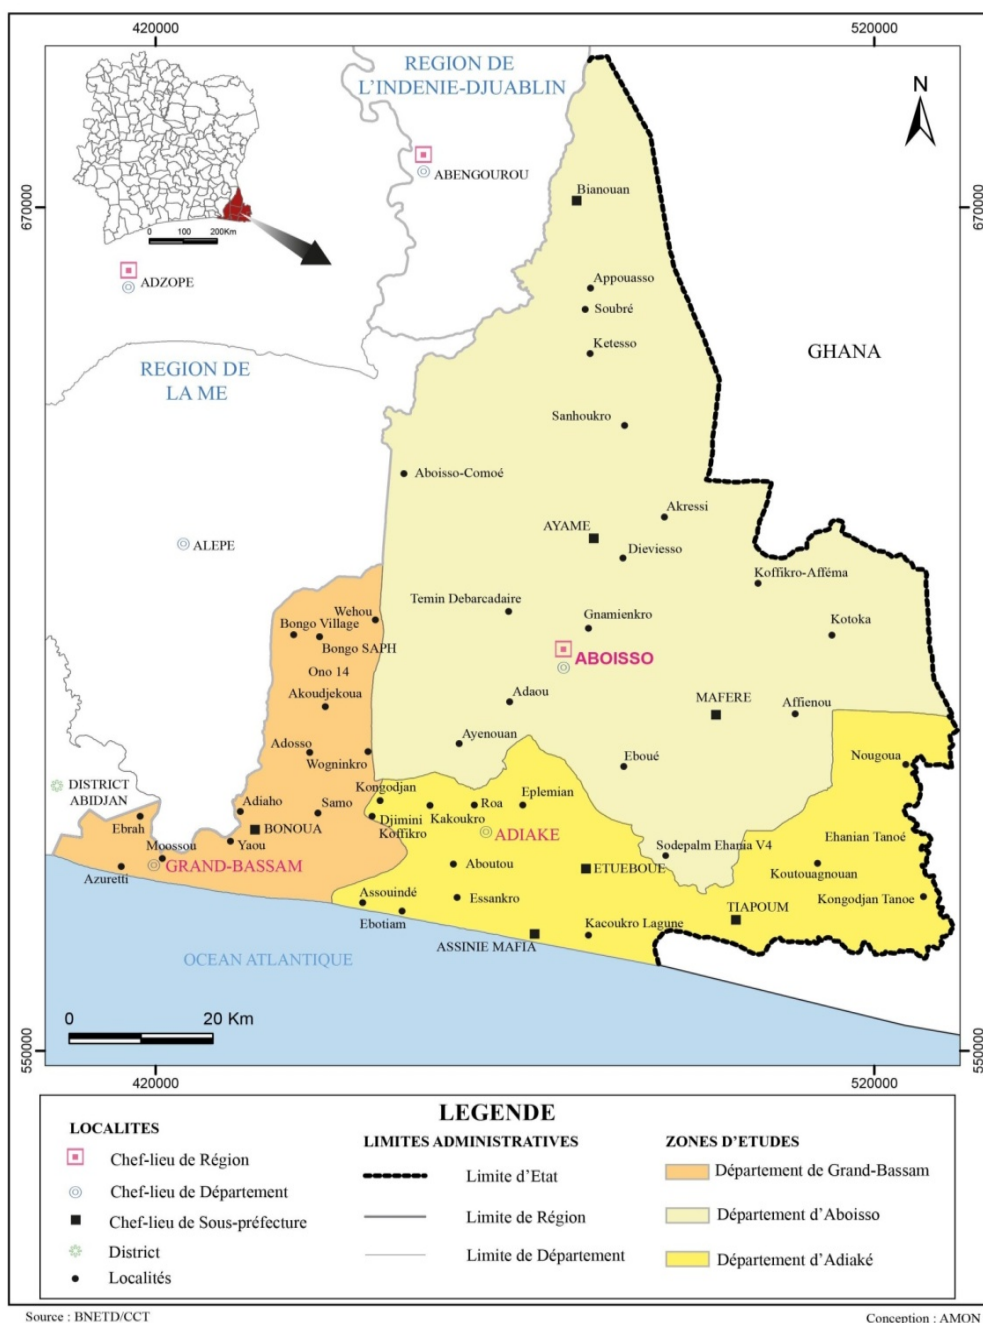 420000
520000
REGION DE
L'INDENIE-DJUABLIN
N
ABENGOUROU
Bianouan
670000
670000
0 100 200Km
ADZOPE
Appouasso
Soubré
Ketesso
GHANA
REGION DE
LA ME
Sanhoukro
Aboisso-Comoé
Akressi
AYAME
ALEPE
Dieviesso
Koffikro-Afféma
Temin Debarcadaire
Wehou
Gnamienkro
Bongo Village
Kotoka
Bongo SAPH
ABOISSO
Ono 14
Akoudjekoua
Adaou
MAFERE
Affienou
Ayenouan
Adosso
Wogninkro
Eboué
Nougoua
DISTRICT
ABIDJAN
Kongodjan
Adiaho
Samo
Roa
Eplemian
Djimini
Koffikro
Kakoukro
Ebrah
BONOUA
ADIAKE
Ehanian Tanoé
Moossou
Yaou
Sodepalm Ehania V4
GRAND-BASSAM
Aboutou
ETUEBOUE
Koutouagnouan
Azuretti
Assouindé
Essankro
Kongodjan Tanoe
TIAPOUM
Ebotiam
Kacoukro Lagune
ASSINIE MAFIA
OCEAN ATLANTIQUE
0 20 Km
550000
550000
420000
520000
LEGENDE
LOCALITES
Chef-lieu de Région
Chef-lieu de Département
Chef-lieu de Sous-préfecture
District
Localités
LIMITES ADMINISTRATIVES
Limite d'Etat
Limite de Région
Limite de Département
ZONES D'ETUDES
Département de Grand-Bassam
Département d'Aboisso
Département d'Adiaké
Source : BNETD/CCT
Conception : AMON